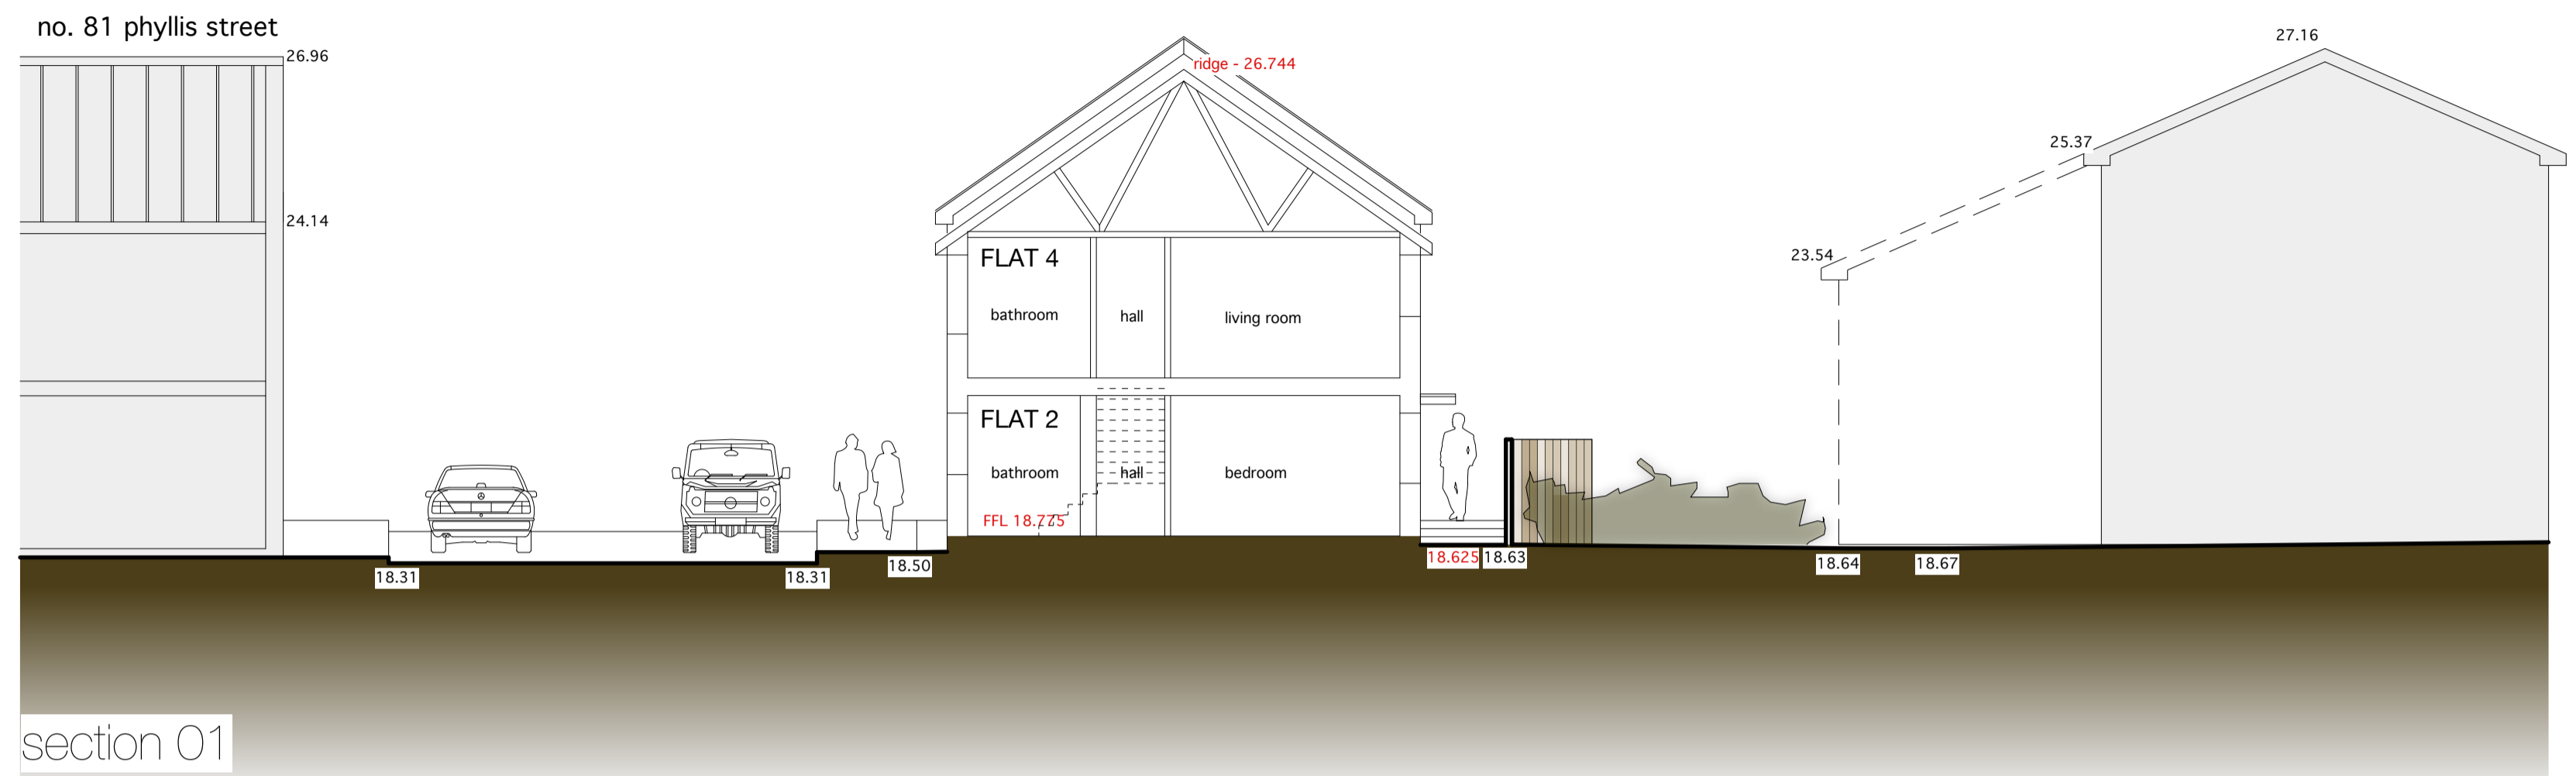 no. 81 phyllis street
26.96
24.14
ridge - 26.744
27.16
25.37
23.54
FLAT 4
bathroom
hall
living room
FLAT 2
bathroom
hall
bedroom
FFL 18.775
18.31
18.31
18.50
18.625
18.63
18.64
18.67
section 01